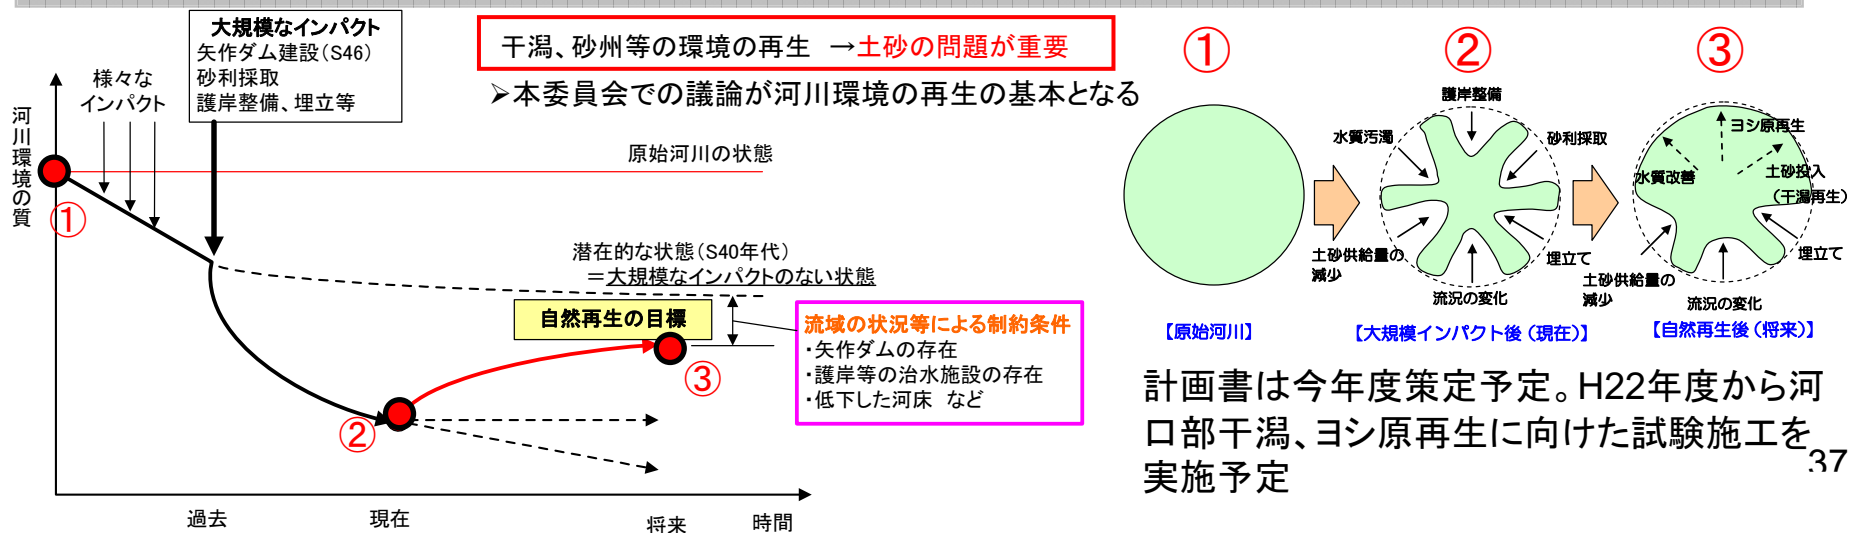 大規模なインパクト
矢作ダム建設（S46）
砂利採取
護岸整備、埋立等
様々な
インパクト
河川環境の質
干潟、砂州等の環境の再生 →土砂の問題が重要
➢本委員会での議論が河川環境の再生の基本となる
原始河川の状態
①
潜在的な状態（S40年代）
＝大規模なインパクトのない状態
自然再生の目標
流域の状況等による制約条件
・矢作ダムの存在
・護岸等の治水施設の存在
・低下した河床 など
③
②
過去
現在
将来
時間
①
【原始河川】
②
護岸整備
水質汚濁
砂利採取
土砂供給量の
減少
埋立て
流況の変化
【大規模インパクト後（現在）】
③
ヨシ原再生
水質改善
土砂投入
（干潟再生）
土砂供給量の
減少
埋立て
流況の変化
【自然再生後（将来）】
計画書は今年度策定予定。H22年度から河
口部干潟、ヨシ原再生に向けた試験施工を
実施予定
37